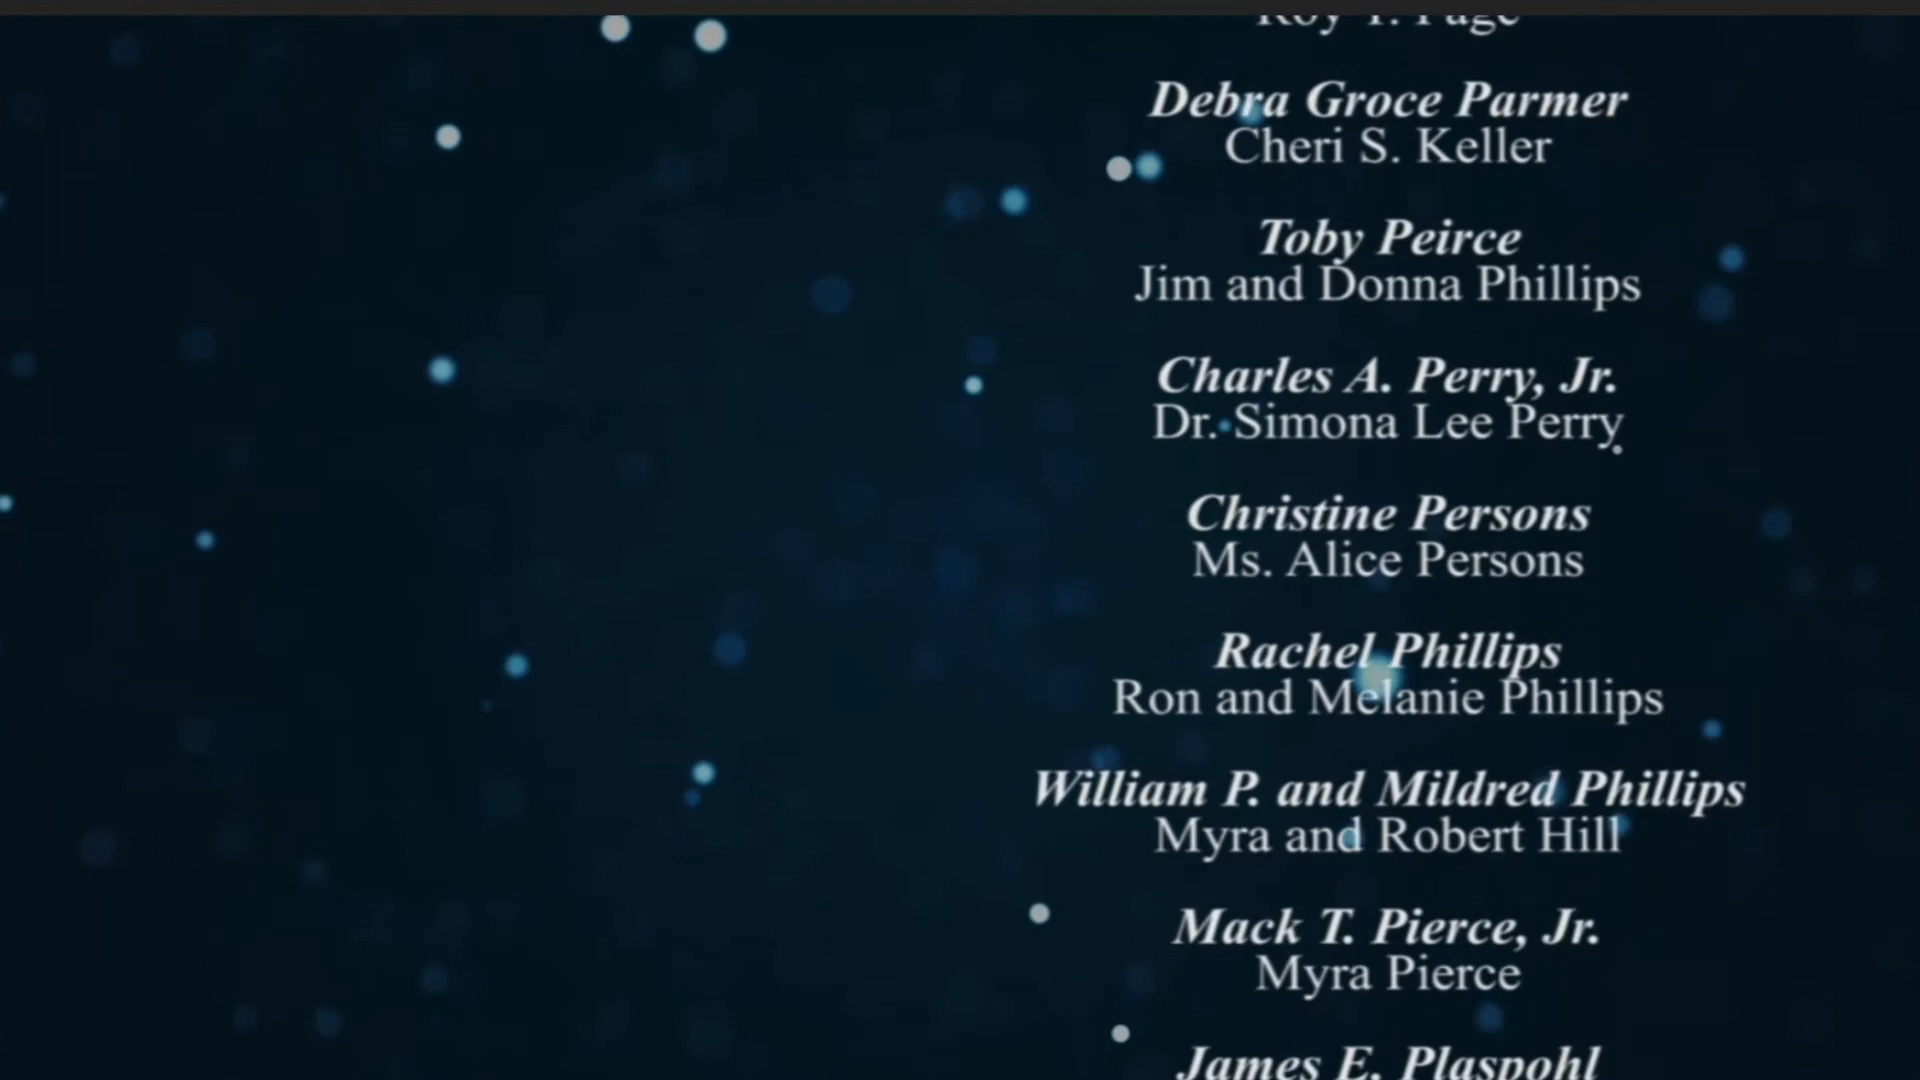 Roy T. Page
Debra Groce Parmer
Cheri S. Keller
Toby Peirce
Jim and Donna Phillips
Charles A. Perry, Jr.
Dr. Simona Lee Perry
Christine Persons
Ms. Alice Persons
Rachel Phillips
Ron and Melanie Phillips
William P. and Mildred Phillips
Myra and Robert Hill
Mack T. Pierce, Jr.
Myra Pierce
James E. Plaspohl